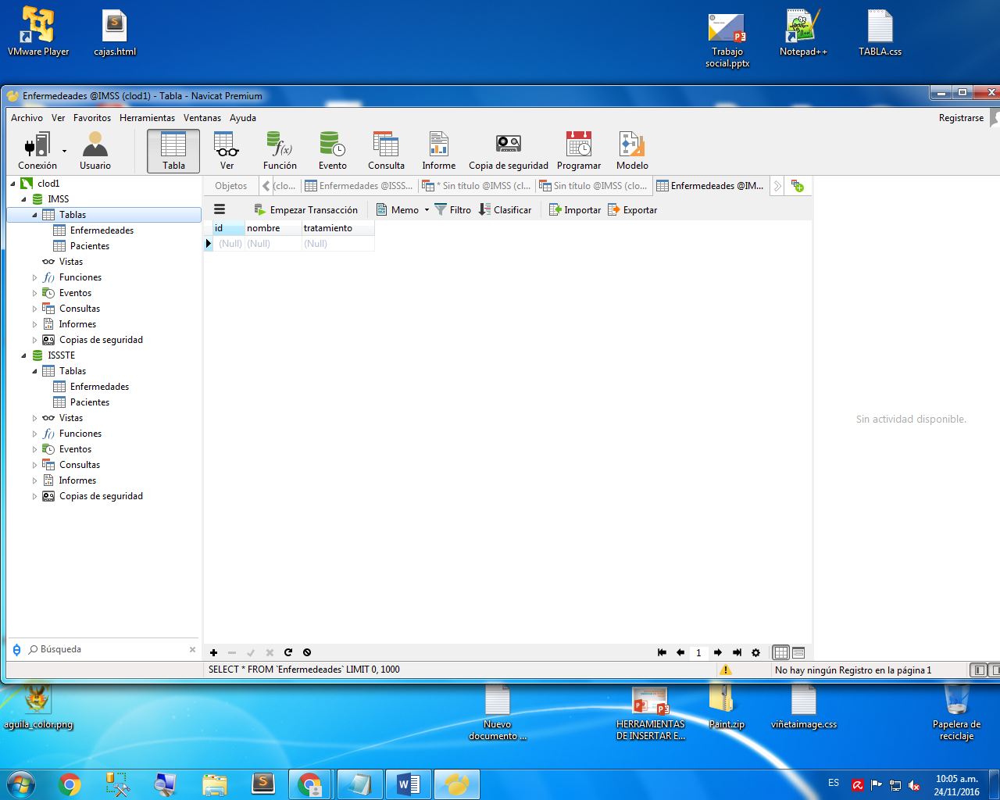 VMware Player
cajas.html
Trabajo
social.pptx
Notepad++
TABLA.css
Enfermedeades @IMSS (clod1) - Tabla - Navicat Premium
Archivo Ver Favoritos Herramientas Ventanas Ayuda
Registrarse
Conexión Usuario Tabla Ver Función Evento Consulta Informe Copia de seguridad Programar Modelo
clod1
IMSS
Tablas
Enfermedeades
Pacientes
Vistas
Funciones
Eventos
Consultas
Informes
Copias de seguridad
ISSSTE
Tablas
Enfermedades
Pacientes
Vistas
Funciones
Eventos
Consultas
Informes
Copias de seguridad
Búsqueda
Objetos (clo... Enfermedades @ISSS... * Sin título @IMSS (c... Sin título @IMSS (clo... Enfermedeades @IM...
Empezar Transacción Memo Filtro Clasificar Importar Exportar
id nombre tratamiento
(Null) (Null) (Null)
Sin actividad disponible.
1
SELECT * FROM `Enfermedeades` LIMIT 0, 1000
No hay ningún Registro en la página 1
aguila_color.png
Nuevo
documento ...
HERRAMIENTAS
DE INSERTAR E...
Paint.zip
viñetaimage.css
Papelera de
reciclaje
ES
10:05 a.m.
24/11/2016